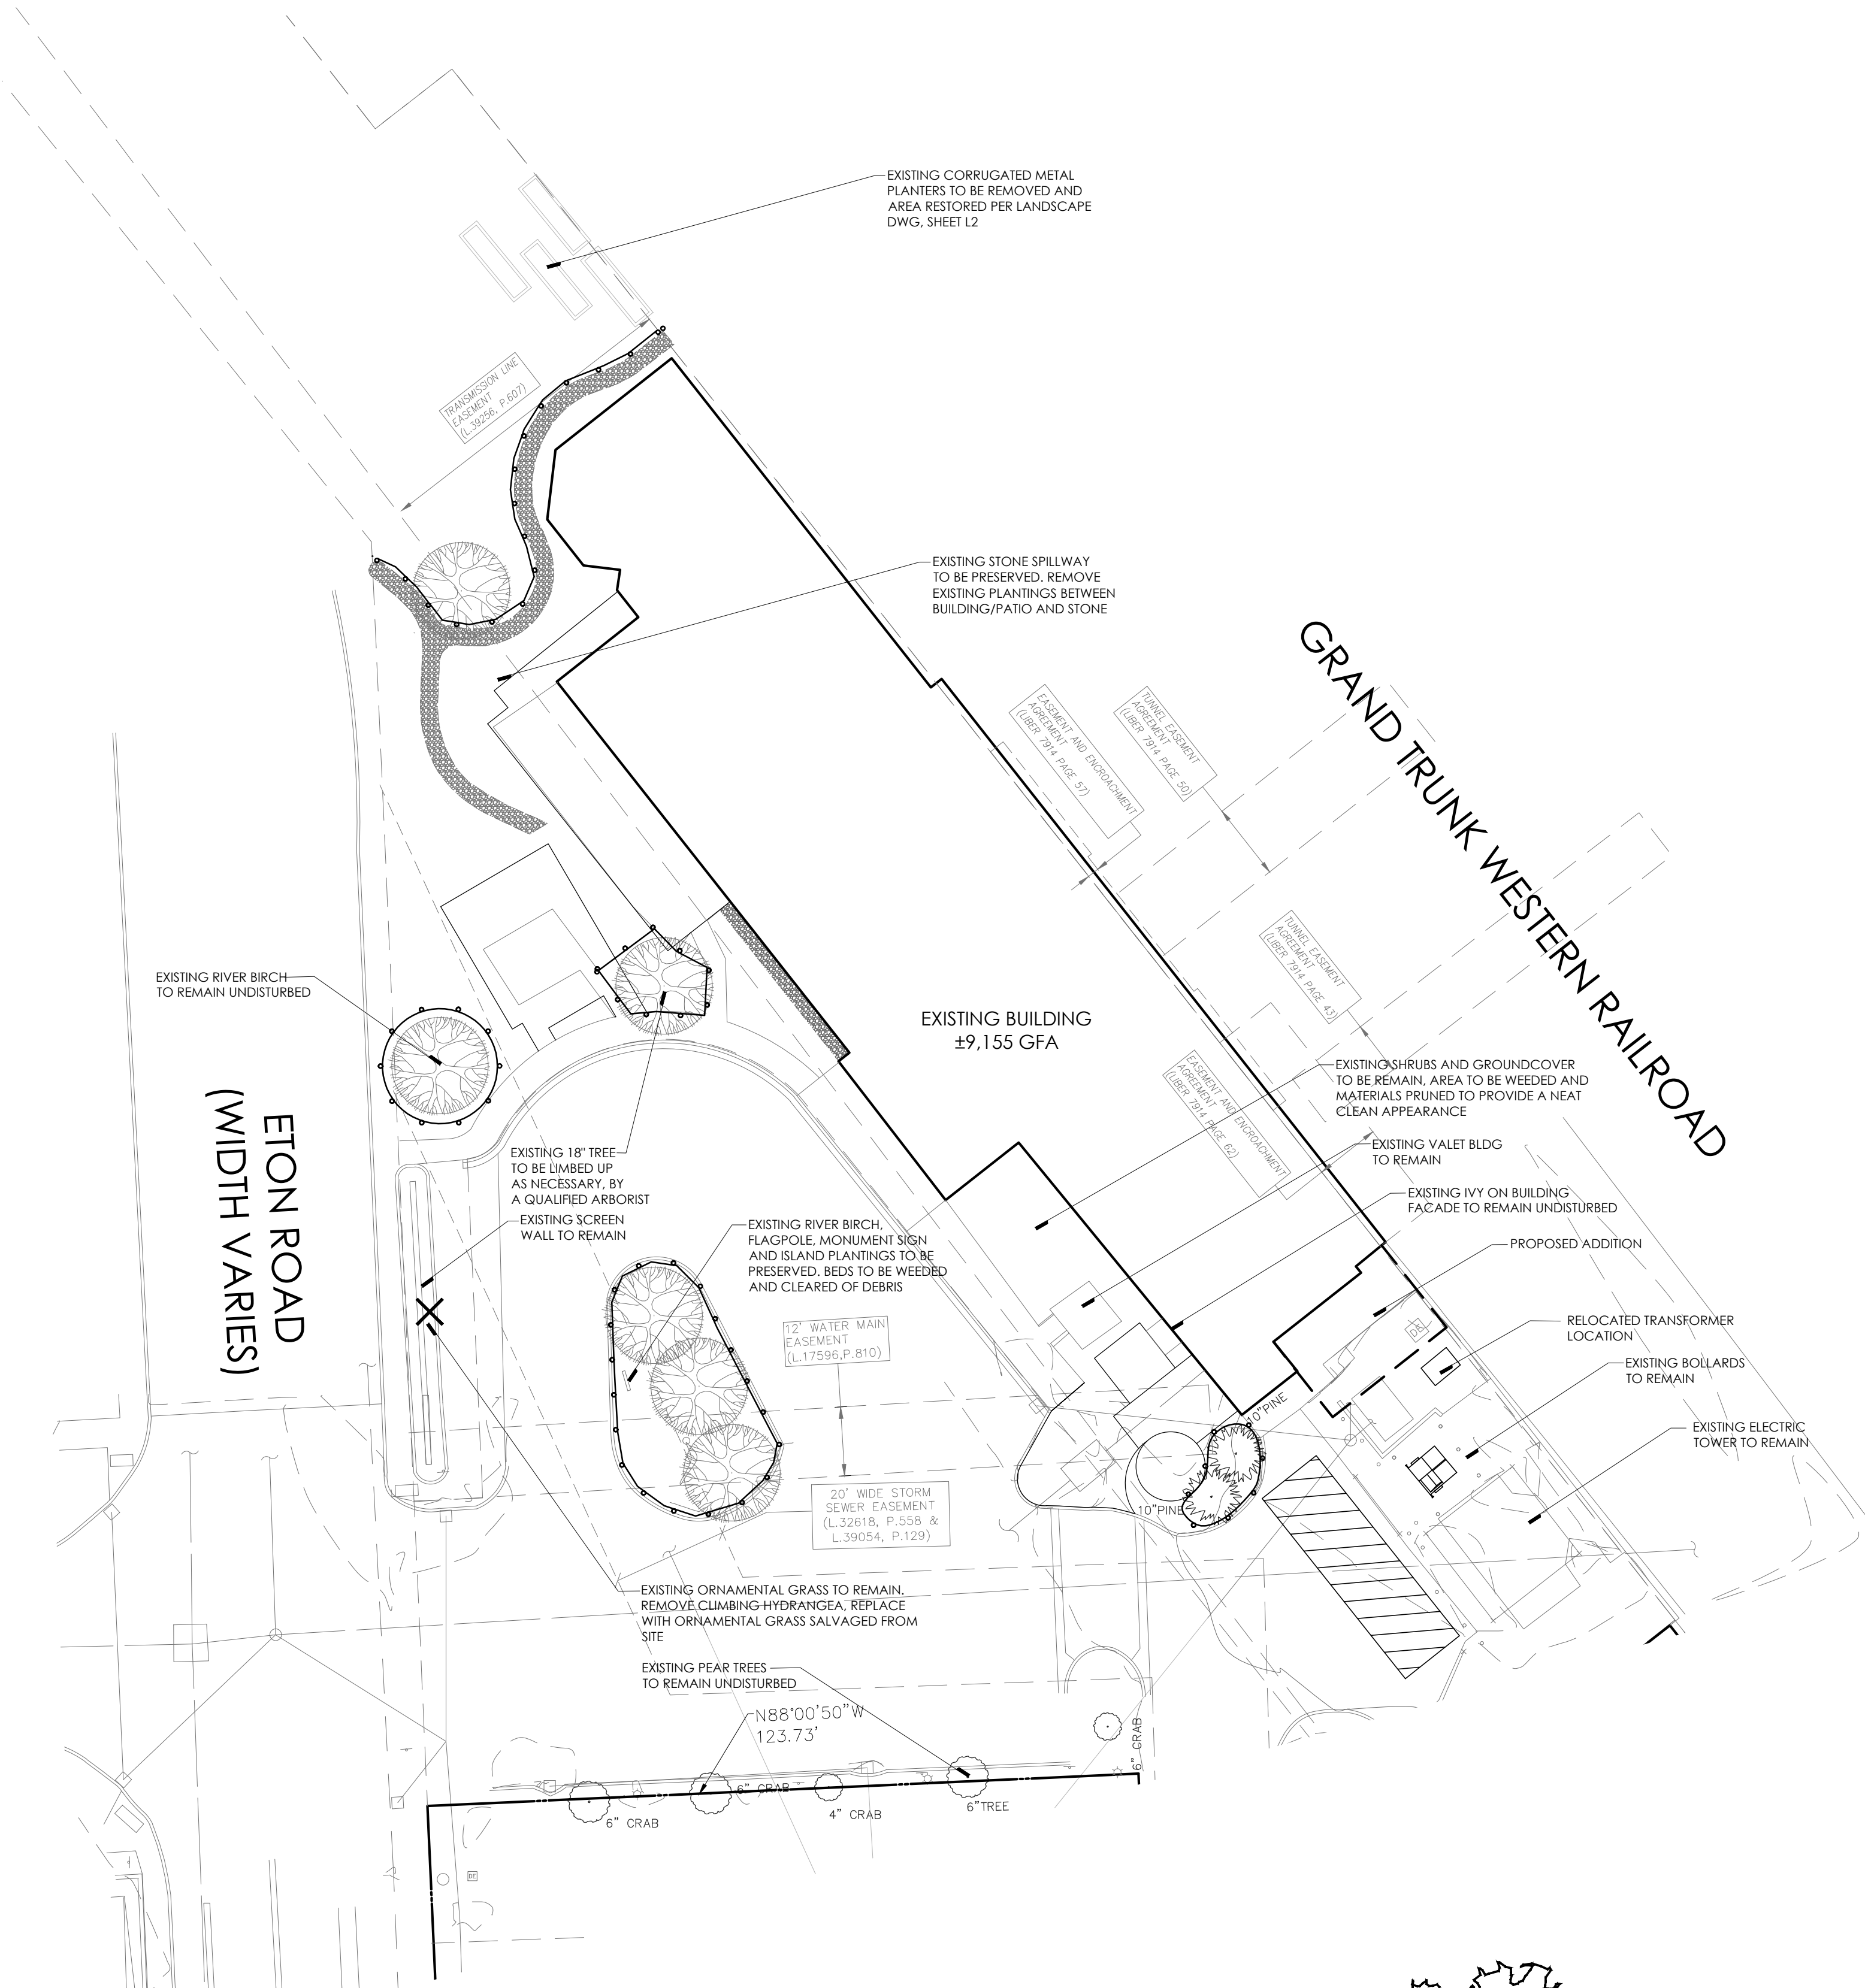 EXISTING CORRUGATED METAL
PLANTERS TO BE REMOVED AND
AREA RESTORED PER LANDSCAPE
DWG, SHEET L2
TRANSMISSION LINE
EASEMENT
(L.39256, P.607)
EXISTING STONE SPILLWAY
TO BE PRESERVED. REMOVE
EXISTING PLANTINGS BETWEEN
BUILDING/PATIO AND STONE
GRAND TRUNK WESTERN RAILROAD
EASEMENT AND ENCROACHMENT
AGREEMENT
(LIBER 7914 PAGE 57)
TUNNEL EASEMENT
AGREEMENT
(LIBER 7914 PAGE 50)
TUNNEL EASEMENT
AGREEMENT
(LIBER 7914 PAGE 43)
EXISTING RIVER BIRCH
TO REMAIN UNDISTURBED
EXISTING BUILDING
±9,155 GFA
EASEMENT AND ENCROACHMENT
AGREEMENT
(LIBER 7914 PAGE 62)
EXISTING SHRUBS AND GROUNDCOVER
TO BE REMAIN, AREA TO BE WEEDED AND
MATERIALS PRUNED TO PROVIDE A NEAT
CLEAN APPEARANCE
EXISTING VALET BLDG
TO REMAIN
EXISTING IVY ON BUILDING
FACADE TO REMAIN UNDISTURBED
PROPOSED ADDITION
RELOCATED TRANSFORMER
LOCATION
EXISTING BOLLARDS
TO REMAIN
EXISTING ELECTRIC
TOWER TO REMAIN
ETON ROAD
(WIDTH VARIES)
EXISTING 18" TREE
TO BE LIMBED UP
AS NECESSARY, BY
A QUALIFIED ARBORIST
EXISTING SCREEN
WALL TO REMAIN
EXISTING RIVER BIRCH,
FLAGPOLE, MONUMENT SIGN
AND ISLAND PLANTINGS TO BE
PRESERVED. BEDS TO BE WEEDED
AND CLEARED OF DEBRIS
12' WATER MAIN
EASEMENT
(L.17596,P.810)
20' WIDE STORM
SEWER EASEMENT
(L.32618, P.558 &
L.39054, P.129)
10"PINE
10"PINE
DE
EXISTING ORNAMENTAL GRASS TO REMAIN.
REMOVE CLIMBING HYDRANGEA, REPLACE
WITH ORNAMENTAL GRASS SALVAGED FROM
SITE
EXISTING PEAR TREES
TO REMAIN UNDISTURBED
N88°00'50"W
123.73'
6" CRAB
6" CRAB
6" CRAB
4" CRAB
6"TREE
DE